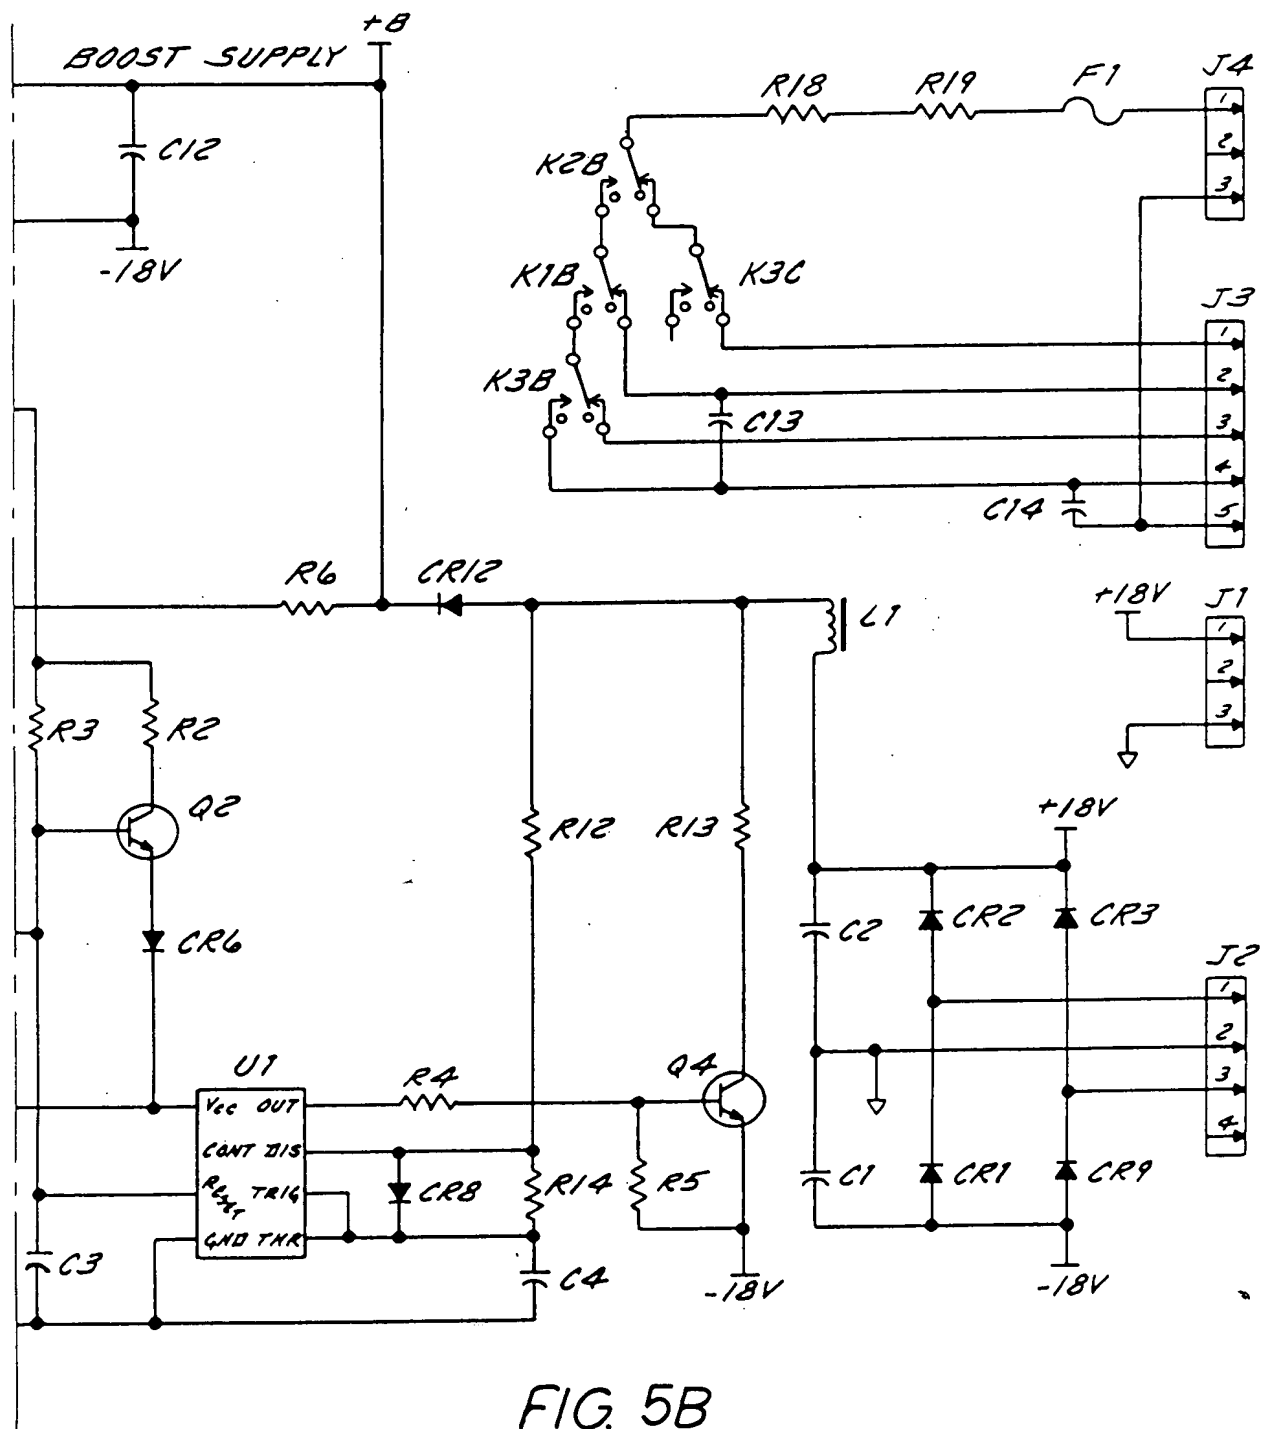 +B
BOOST SUPPLY
C12
-18V
R18
R19
F1
J4
1
2
3
K2B
K1B
K3C
K3B
C13
C14
J3
1
2
3
4
5
R6
CR12
L1
+18V
J1
1
2
3
R3
R2
Q2
R12
R13
+18V
CR6
C2
CR2
CR3
J2
1
2
3
4
U1
VCC OUT
CONT DIS
RESET TRIG
GND THR
R4
Q4
CR8
R14
R5
C1
CR1
CR9
C3
C4
-18V
-18V
FIG. 5B